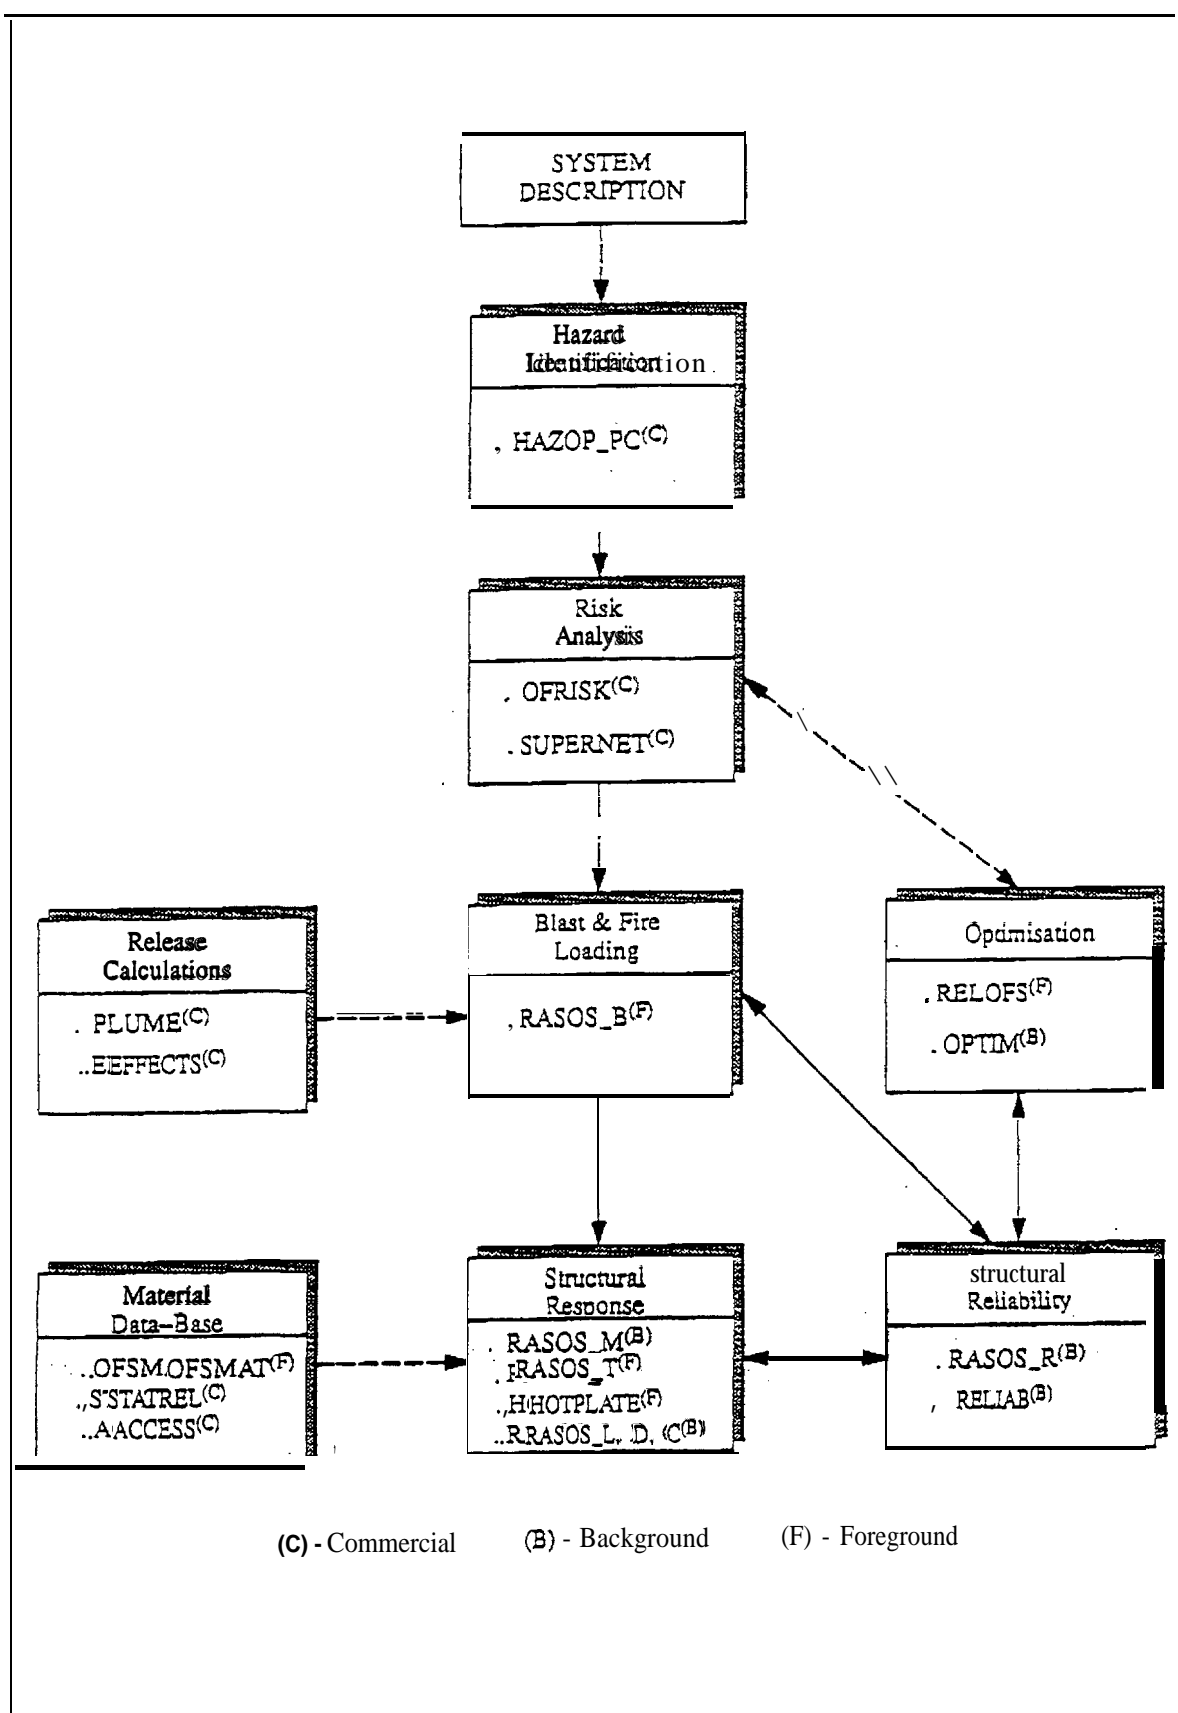 SYSTEM
DESCRIPTION
Hazard
Identification
, HAZOP_PC(C)
Risk
Analysis
. OFRISK(C)
. SUPERNET(C)
Release
Calculations
. PLUME(C)
. EFFECTS(C)
Blast & Fire
Loading
, RASOS_B(F)
Optimisation
. RELOFS(F)
. OPTIM(B)
Material
Data-Base
. OFSMAT(F)
. STATREL(C)
. ACCESS(C)
Structural
Response
. RASOS_M(B)
. RASOS_T(F)
. HOTPLATE(F)
. RASOS_L, D, C(B)
structural
Reliability
. RASOS_R(B)
, RELIAB(B)
(C) - Commercial (B) - Background (F) - Foreground